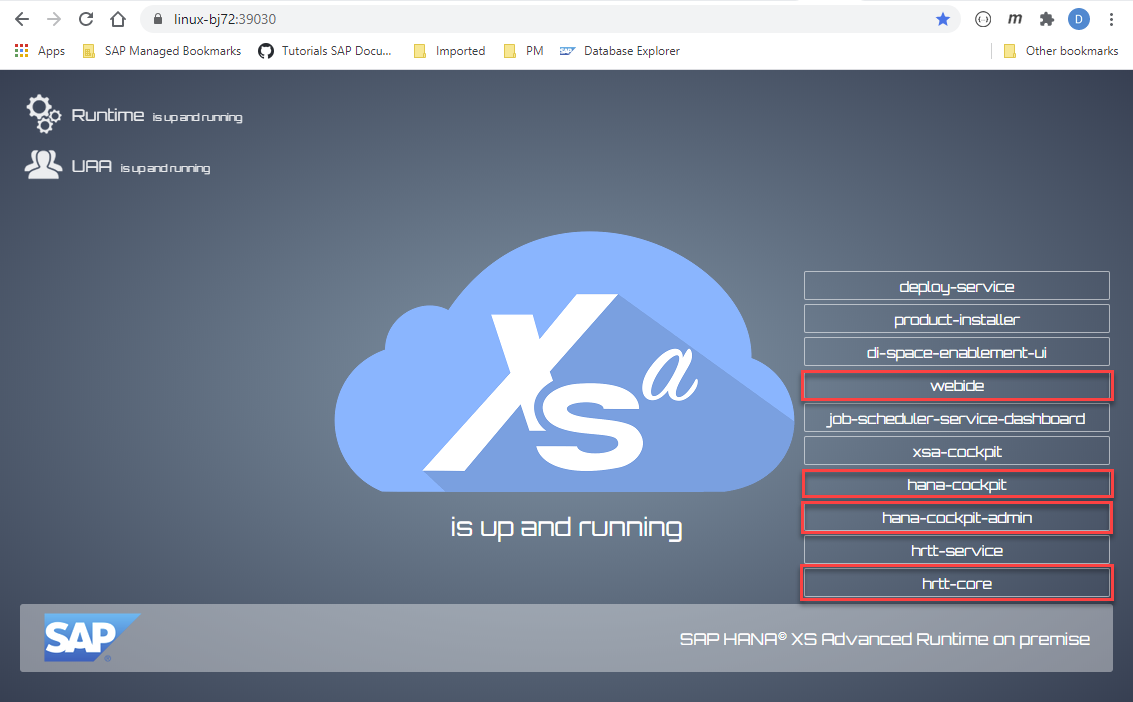 linux-bj72:39030
D
Apps
SAP Managed Bookmarks
Tutorials SAP Docu...
Imported
PM
Database Explorer
Other bookmarks
Runtime is up and running
UAA is up and running
XSa
is up and running
deploy-service
product-installer
di-space-enablement-ui
webide
job-scheduler-service-dashboard
xsa-cockpit
hana-cockpit
hana-cockpit-admin
hrtt-service
hrtt-core
SAP
SAP HANA© XS Advanced Runtime on premise